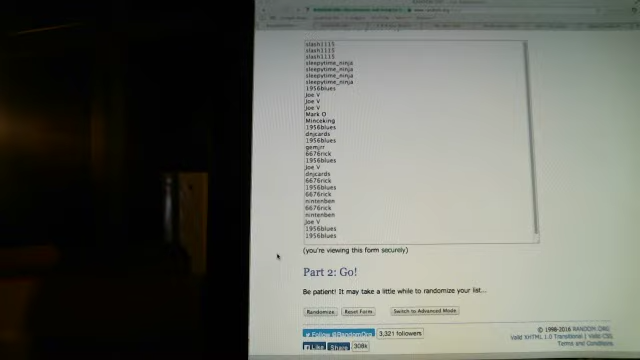 slash1115
slash1115
slash1115
sleepytime_ninja
sleepytime_ninja
sleepytime_ninja
sleepytime_ninja
1956blues
Joe V
Joe V
Joe V
Mark O
Minceking
1956blues
dnjcards
1956blues
gemjrr
6676rick
1956blues
Joe V
dnjcards
6676rick
1956blues
6676rick
nintenben
6676rick
nintenben
Joe V
1956blues
1956blues
(you're viewing this form securely)
Part 2: Go!
Be patient! It may take a little while to randomize your list...
Randomize Reset Form Switch to Advanced Mode
© 1998-2016 RANDOM.ORG
Follow @RandomOrg 3,321 followers
Valid XHTML 1.0 Transitional | Valid CSS
Terms and Conditions
Like Share 308k